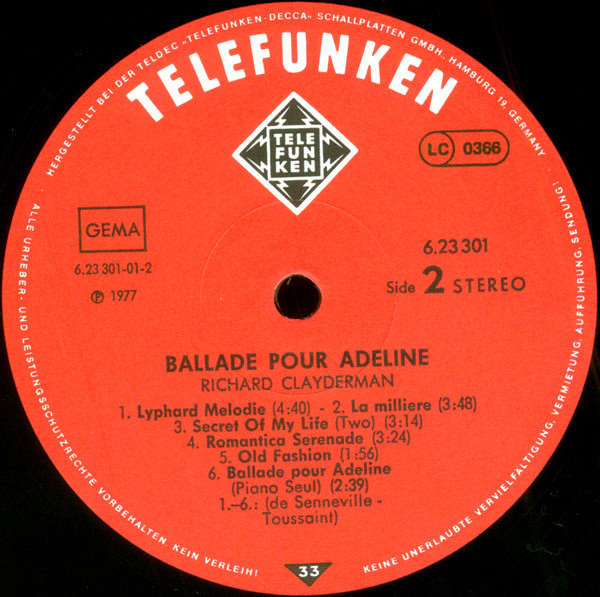 HERGESTELLT BEI DER TELDEC „TELEFUNKEN-DECCA" SCHALLPLATTEN GMBH., HAMBURG 19, GERMANY
TELEFUNKEN
TELE
FUN
KEN
LC 0366
GEMA
6.23 301-01-2
Ⓟ 1977
6.23 301
Side 2 STEREO
BALLADE POUR ADELINE
RICHARD CLAYDERMAN
1. Lyphard Melodie (4:40) - 2. La milliere (3:48)
3. Secret Of My Life (Two) (3:14)
4. Romantica Serenade (3:24)
5. Old Fashion (1:56)
6. Ballade pour Adeline
(Piano Seul) (2:39)
1.–6.: (de Senneville -
Toussaint)
33
ALLE URHEBER- UND LEISTUNGSSCHUTZRECHTE VORBEHALTEN KEIN VERLEIH! KEINE UNERLAUBTE VERVIELFÄLTIGUNG, VERMIETUNG, AUFFÜHRUNG, SENDUNG!